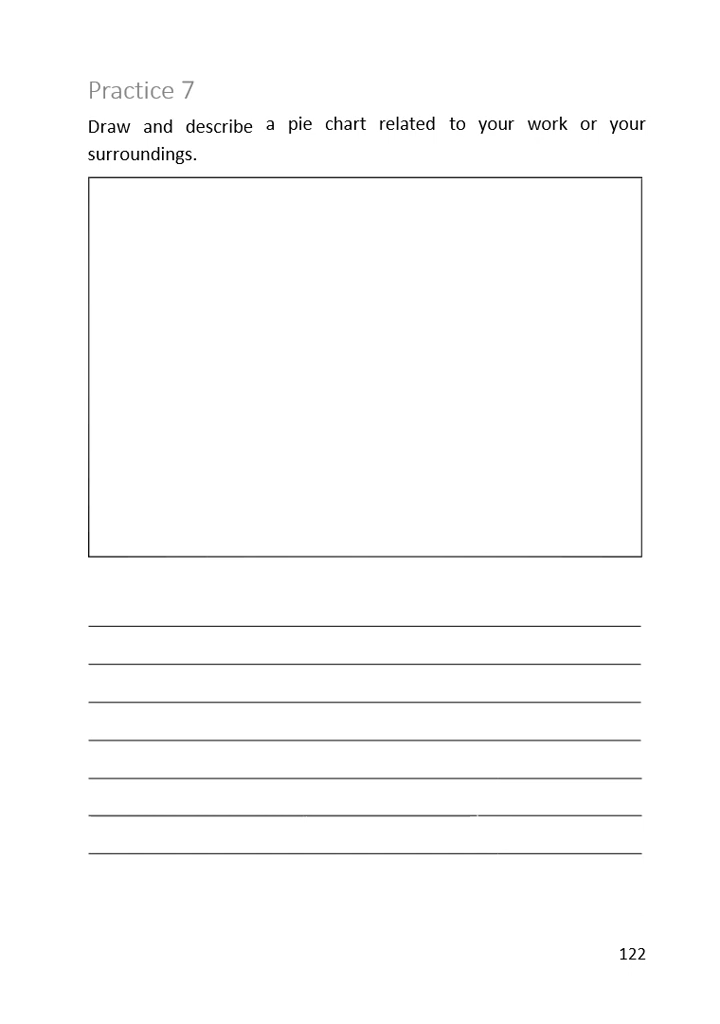 Practice 7
Draw and describe a pie chart related to your work or your
surroundings.
122